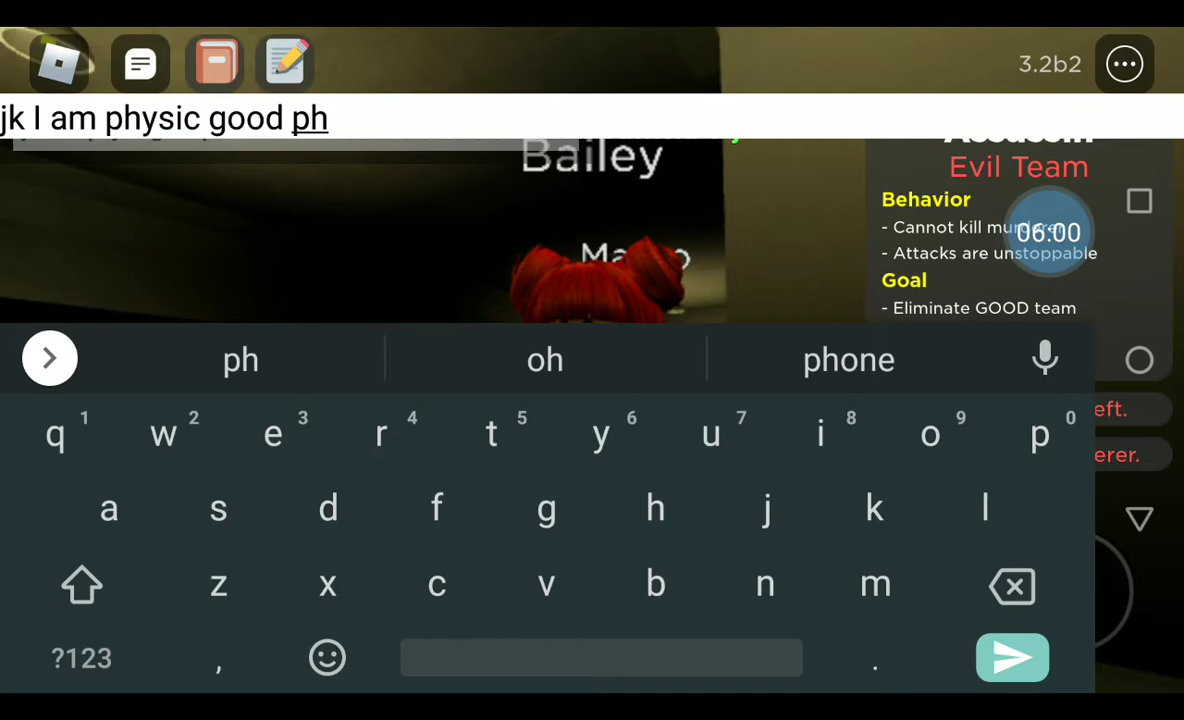 3.2b2
jk I am physic good ph
Bailey
Assassin
Evil Team
Behavior
- Cannot kill murderer
- Attacks are unstoppable
Goal
- Eliminate GOOD team
06:00
eft.
erer.
ph oh phone
q 1 w 2 e 3 r 4 t 5 y 6 u 7 i 8 o 9 p 0
a s d f g h j k l
z x c v b n m
?123 , .